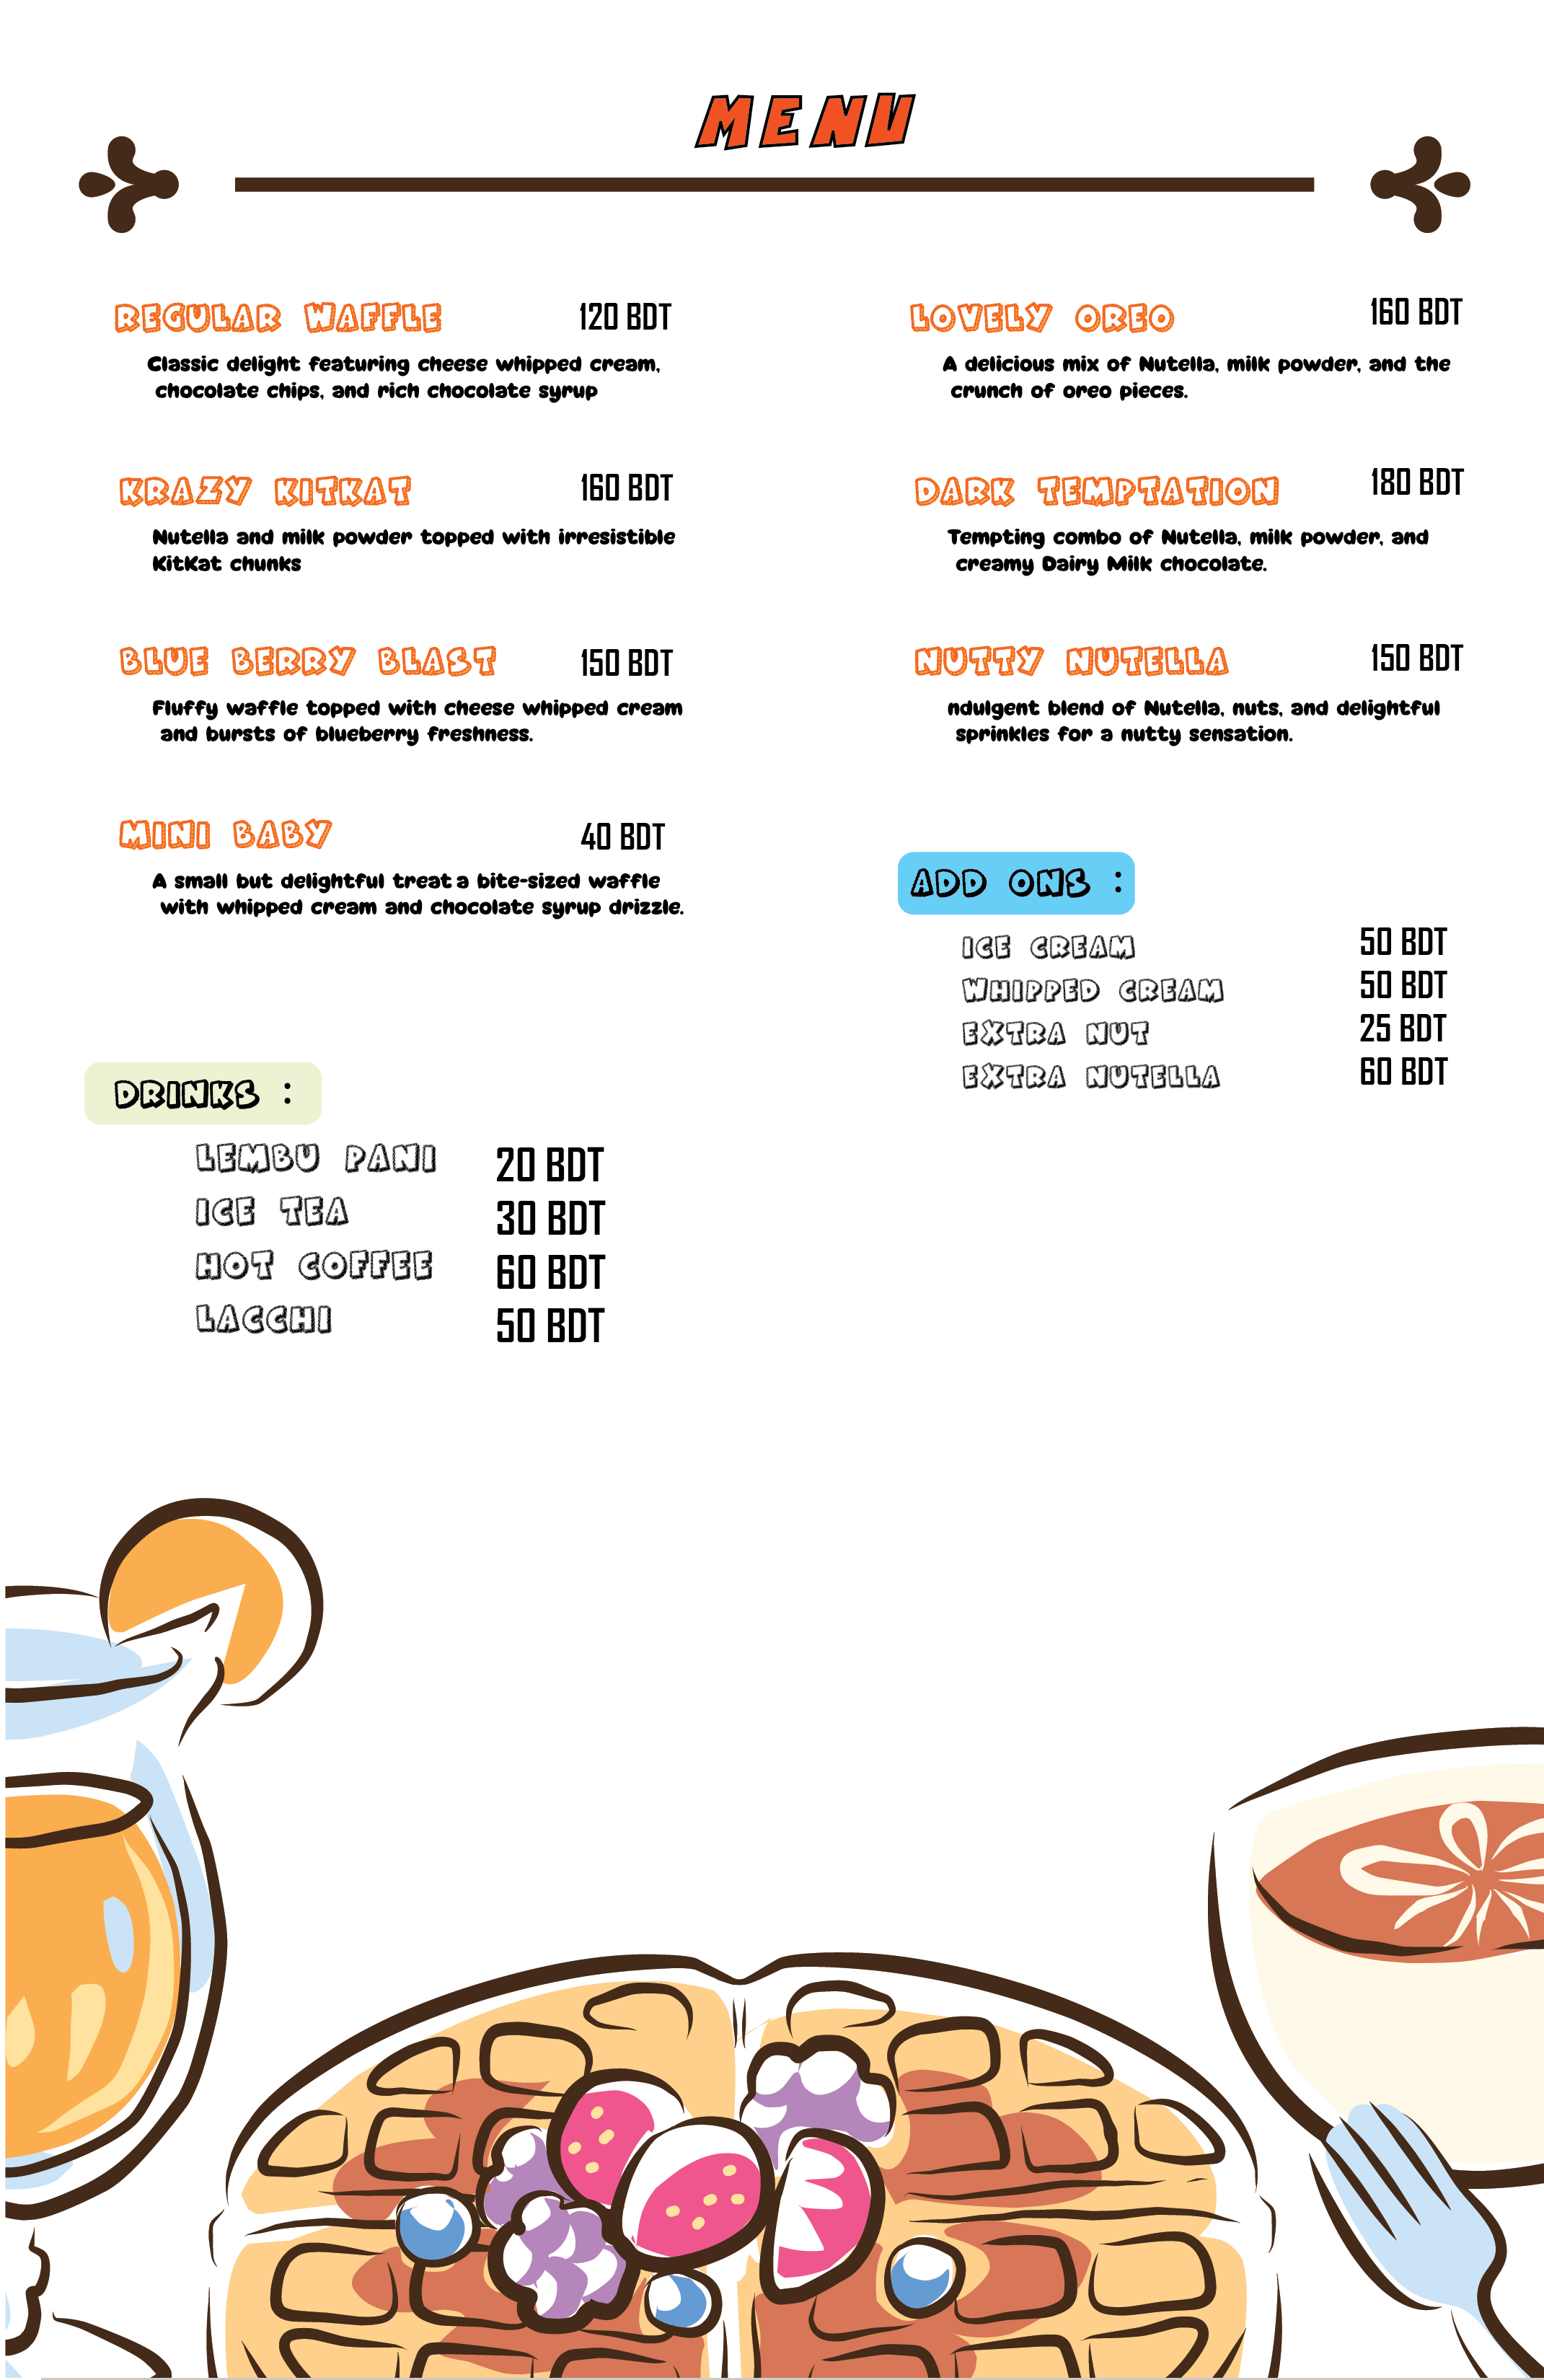 MENU
REGULAR WAFFLE 120 BDT
Classic delight featuring cheese whipped cream,
chocolate chips, and rich chocolate syrup
KRAZY KITKAT 160 BDT
Nutella and milk powder topped with irresistible
KitKat chunks
BLUE BERRY BLAST 150 BDT
Fluffy waffle topped with cheese whipped cream
and bursts of blueberry freshness.
MINI BABY 40 BDT
A small but delightful treat a bite-sized waffle
with whipped cream and chocolate syrup drizzle.
DRINKS :
LEMBU PANI 20 BDT
ICE TEA 30 BDT
HOT COFFEE 60 BDT
LACCHI 50 BDT
LOVELY OREO 160 BDT
A delicious mix of Nutella, milk powder, and the
crunch of oreo pieces.
DARK TEMPTATION 180 BDT
Tempting combo of Nutella, milk powder, and
creamy Dairy Milk chocolate.
NUTTY NUTELLA 150 BDT
ndulgent blend of Nutella, nuts, and delightful
sprinkles for a nutty sensation.
ADD ONS :
ICE CREAM 50 BDT
WHIPPED CREAM 50 BDT
EXTRA NUT 25 BDT
EXTRA NUTELLA 60 BDT